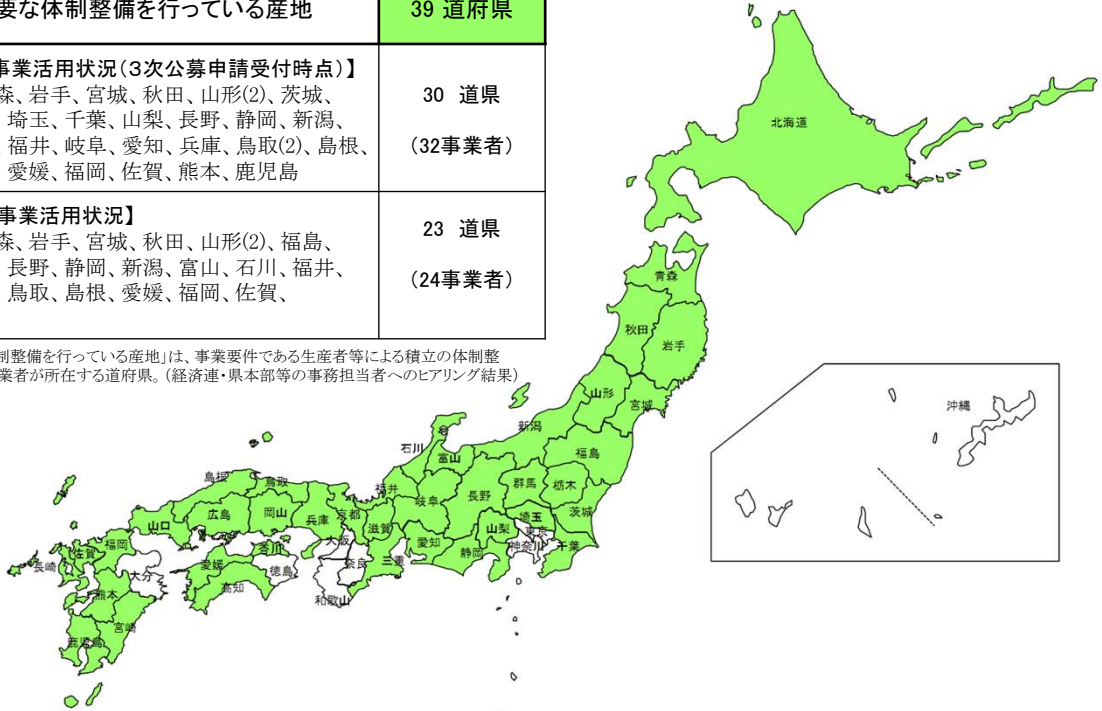 要な体制整備を行っている産地
39 道府県
事業活用状況(3次公募申請受付時点)】
森、岩手、宮城、秋田、山形(2)、茨城、
埼玉、千葉、山梨、長野、静岡、新潟、
福井、岐阜、愛知、兵庫、鳥取(2)、島根、
愛媛、福岡、佐賀、熊本、鹿児島
30 道県
(32事業者)
事業活用状況】
森、岩手、宮城、秋田、山形(2)、福島、
長野、静岡、新潟、富山、石川、福井、
鳥取、島根、愛媛、福岡、佐賀、
23 道県
(24事業者)
制整備を行っている産地」は、事業要件である生産者等による積立の体制整
業者が所在する道府県。(経済連・県本部等の事務担当者へのヒアリング結果)
北海道
青森
秋田
岩手
山形
宮城
新潟
福島
石川
富山
群馬
栃木
茨城
長野
埼玉
東京
神奈川
千葉
山梨
静岡
福井
岐阜
愛知
滋賀
三重
京都
大阪
奈良
和歌山
兵庫
鳥取
島根
岡山
広島
山口
香川
徳島
愛媛
高知
福岡
佐賀
長崎
大分
熊本
宮崎
鹿児島
沖縄